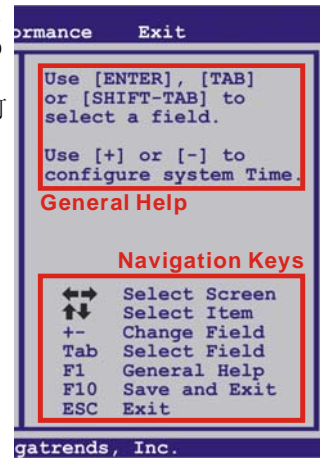 ormance Exit
Use [ENTER], [TAB]
or [SHIFT-TAB] to
select a field.
Use [+] or [-] to
configure system Time.
General Help
Navigation Keys
←→ Select Screen
↑↓ Select Item
+- Change Field
Tab Select Field
F1 General Help
F10 Save and Exit
ESC Exit
gatrends, Inc.